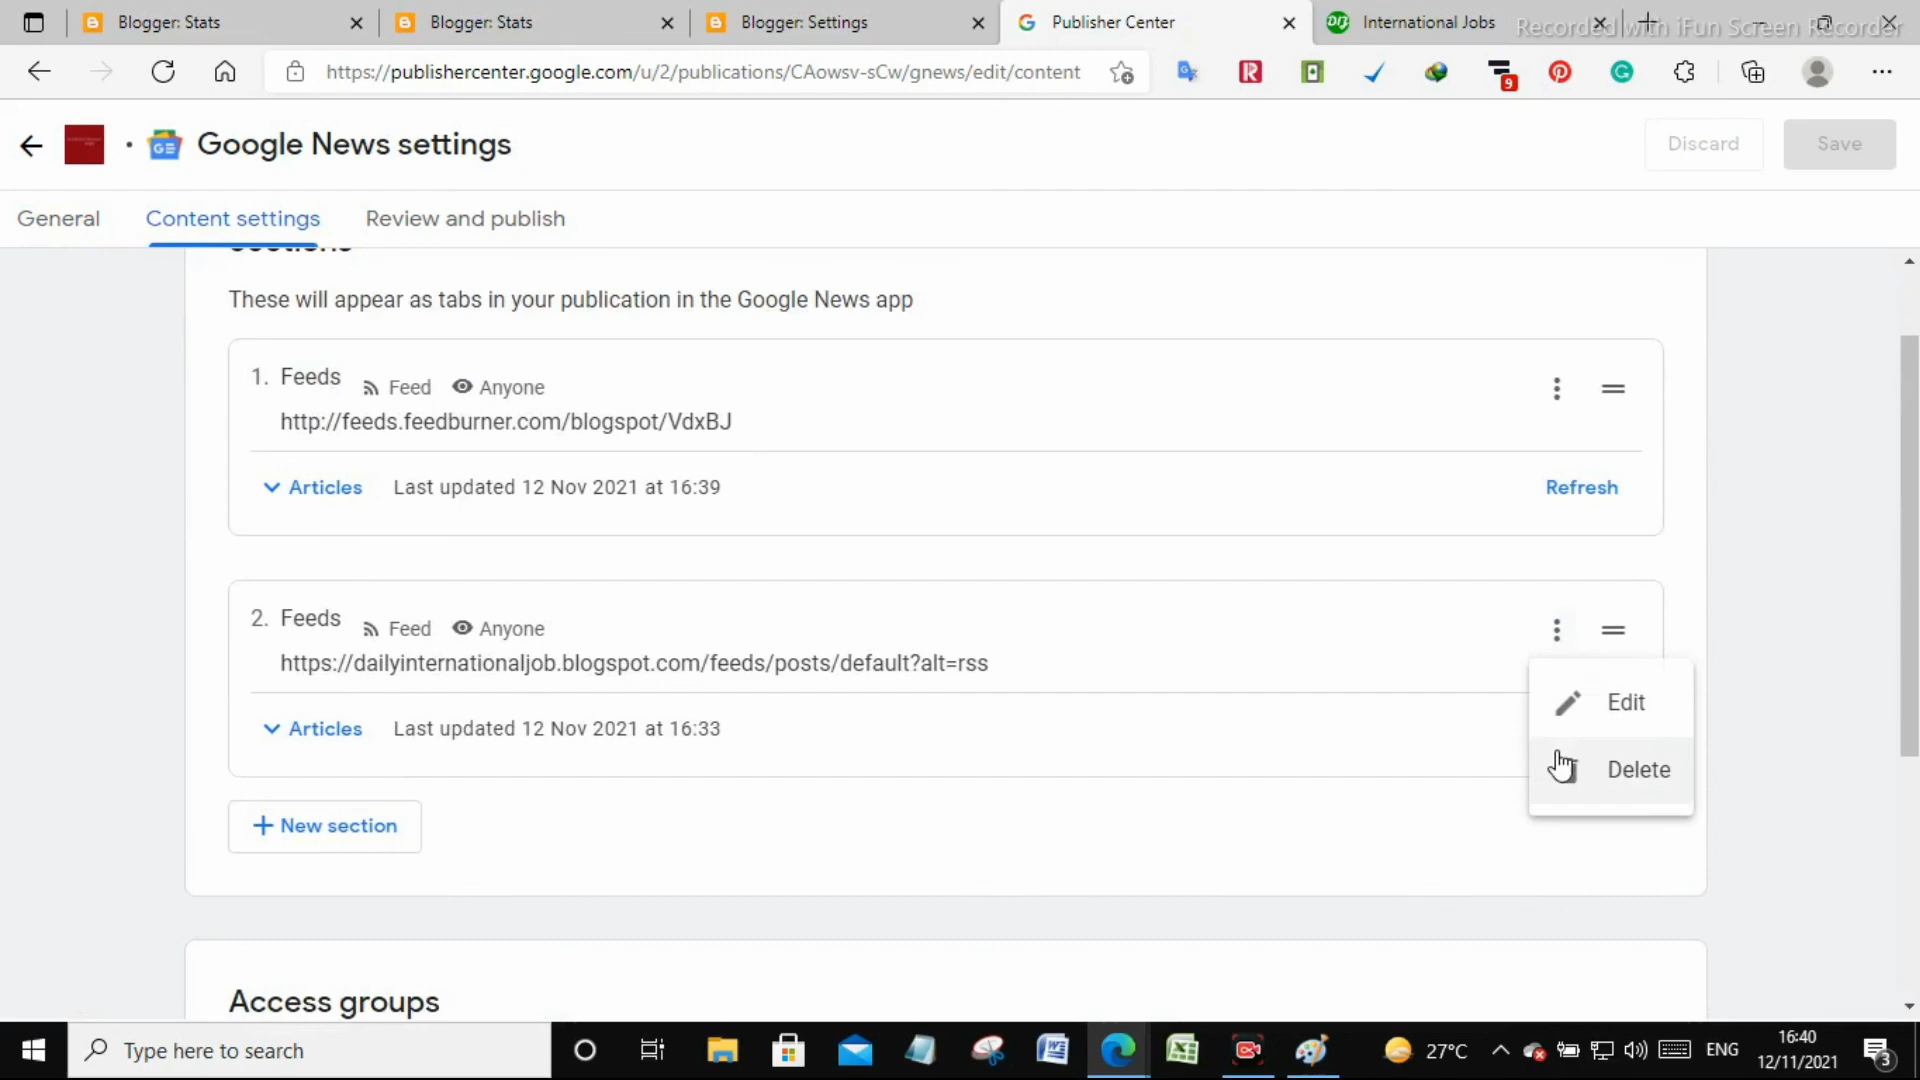 Blogger: Stats
Blogger: Stats
Blogger: Settings
Publisher Center
International Jobs
Recorded with iFun Screen Recorder
https://publishercenter.google.com/u/2/publications/CAowsv-sCw/gnews/edit/content
9
Google News settings
Discard
Save
General
Content settings
Review and publish
Sections
These will appear as tabs in your publication in the Google News app
1. Feeds
Feed
Anyone
http://feeds.feedburner.com/blogspot/VdxBJ
Articles
Last updated 12 Nov 2021 at 16:39
Refresh
2. Feeds
Feed
Anyone
https://dailyinternationaljob.blogspot.com/feeds/posts/default?alt=rss
Edit
Articles
Last updated 12 Nov 2021 at 16:33
Delete
+ New section
Access groups
Type here to search
27°C
ENG
16:40
12/11/2021
3